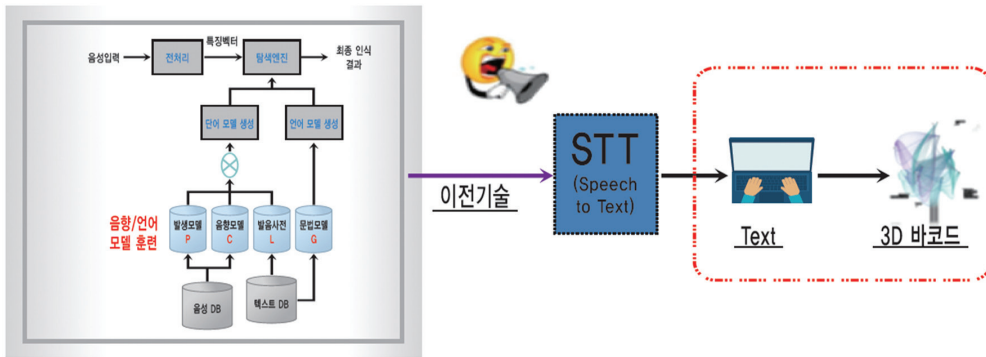 음성입력
전처리
특징벡터
탐색엔진
최종 인식
결과
단어 모델 생성
언어 모델 생성
음향/언어
모델 훈련
발생모델
P
음향모델
C
발음사전
L
문법모델
G
음성 DB
텍스트 DB
이전기술
STT
(Speech
to Text)
Text
3D 바코드